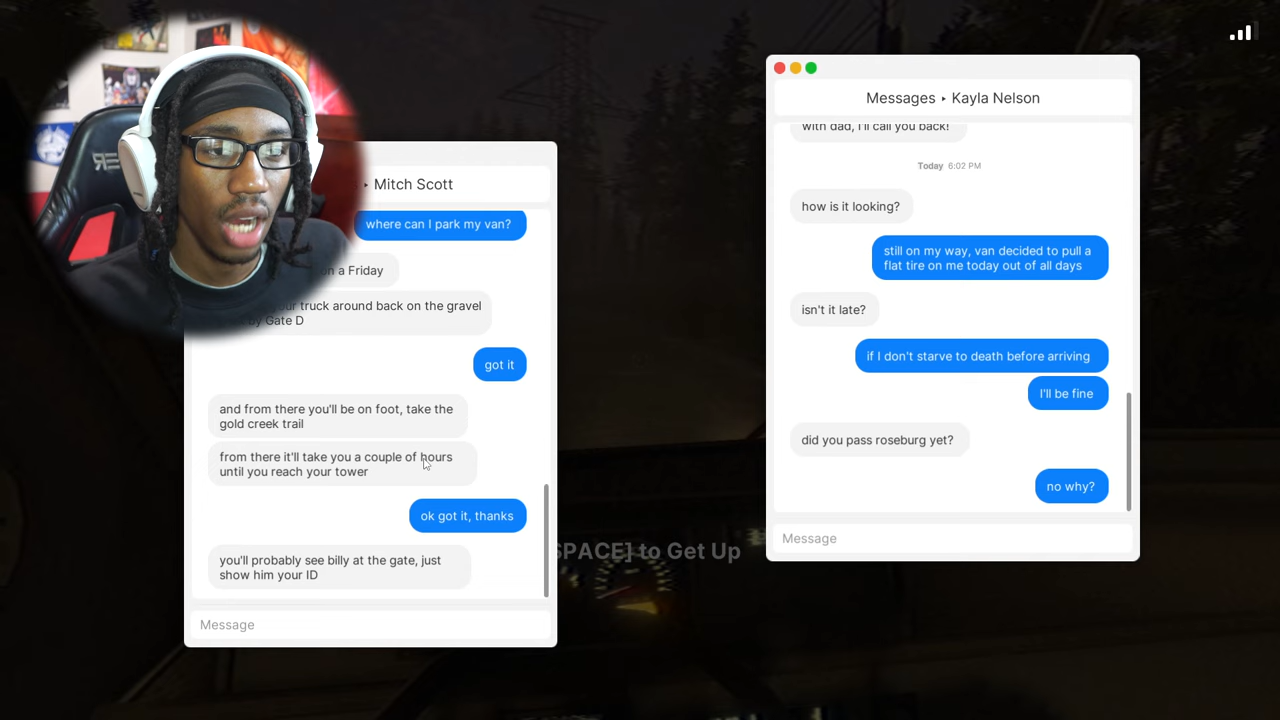 Mitch Scott
where can I park my van?
on a Friday
truck around back on the gravel
by Gate D
got it
and from there you'll be on foot, take the
gold creek trail
from there it'll take you a couple of hours
until you reach your tower
ok got it, thanks
you'll probably see billy at the gate, just
show him your ID
Message
[SPACE] to Get Up
Messages ▸ Kayla Nelson
with dad, I'll call you back!
Today 6:02 PM
how is it looking?
still on my way, van decided to pull a
flat tire on me today out of all days
isn't it late?
if I don't starve to death before arriving
I'll be fine
did you pass roseburg yet?
no why?
Message